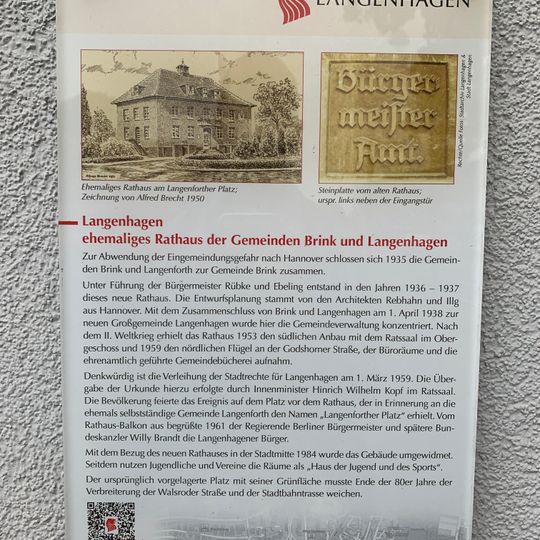 LANGENHAGEN
Bürger
meister
Amt.
Rechte/Quelle Fotos: Stadtarchiv Langenhagen &
Stadt Langenhagen
Ehemaliges Rathaus am Langenforther Platz;
Zeichnung von Alfred Brecht 1950
Steinplatte vom alten Rathaus;
urspr. links neben der Eingangstür
Langenhagen
ehemaliges Rathaus der Gemeinden Brink und Langenhagen
Zur Abwendung der Eingemeindungsgefahr nach Hannover schlossen sich 1935 die Gemein-
den Brink und Langenforth zur Gemeinde Brink zusammen.
Unter Führung der Bürgermeister Rübke und Ebeling entstand in den Jahren 1936 – 1937
dieses neue Rathaus. Die Entwurfsplanung stammt von den Architekten Rebhahn und Illg
aus Hannover. Mit dem Zusammenschluss von Brink und Langenhagen am 1. April 1938 zur
neuen Großgemeinde Langenhagen wurde hier die Gemeindeverwaltung konzentriert. Nach
dem II. Weltkrieg erhielt das Rathaus 1953 den südlichen Anbau mit dem Ratssaal im Ober-
geschoss und 1959 den nördlichen Flügel an der Godshorner Straße, der Büroräume und die
ehrenamtlich geführte Gemeindebücherei aufnahm.
Denkwürdig ist die Verleihung der Stadtrechte für Langenhagen am 1. März 1959. Die Über-
gabe der Urkunde hierzu erfolgte durch Innenminister Hinrich Wilhelm Kopf im Ratssaal.
Die Bevölkerung feierte das Ereignis auf dem Platz vor dem Rathaus, der in Erinnerung an die
ehemals selbstständige Gemeinde Langenforth den Namen „Langenforther Platz" erhielt. Vom
Rathaus-Balkon aus begrüßte 1961 der Regierende Berliner Bürgermeister und spätere Bun-
deskanzler Willy Brandt die Langenhagener Bürger.
Mit dem Bezug des neuen Rathauses in der Stadtmitte 1984 wurde das Gebäude umgewidmet.
Seitdem nutzen Jugendliche und Vereine die Räume als „Haus der Jugend und des Sports".
Der ursprünglich vorgelagerte Platz mit seiner Grünfläche musste Ende der 80er Jahre der
Verbreiterung der Walsroder Straße und der Stadtbahntrasse weichen.